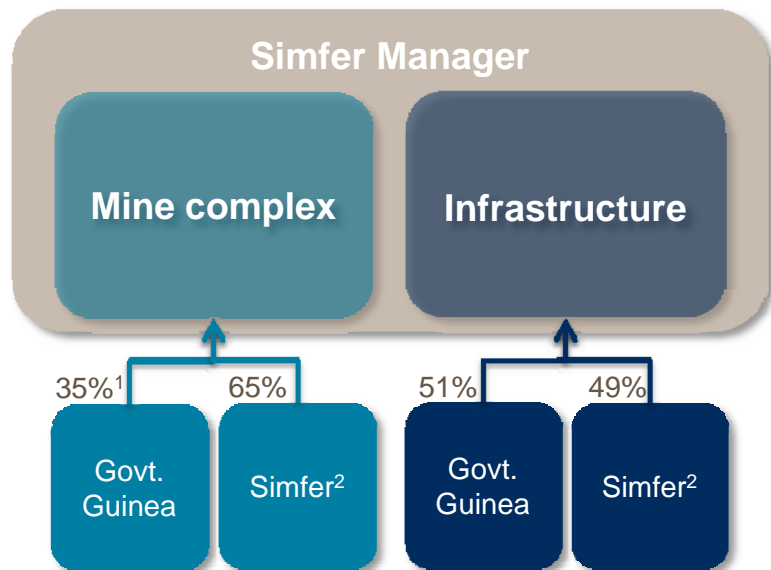 Simfer Manager
Mine complex
Infrastructure
35%¹
65%
51%
49%
Govt.
Guinea
Simfer²
Govt.
Guinea
Simfer²